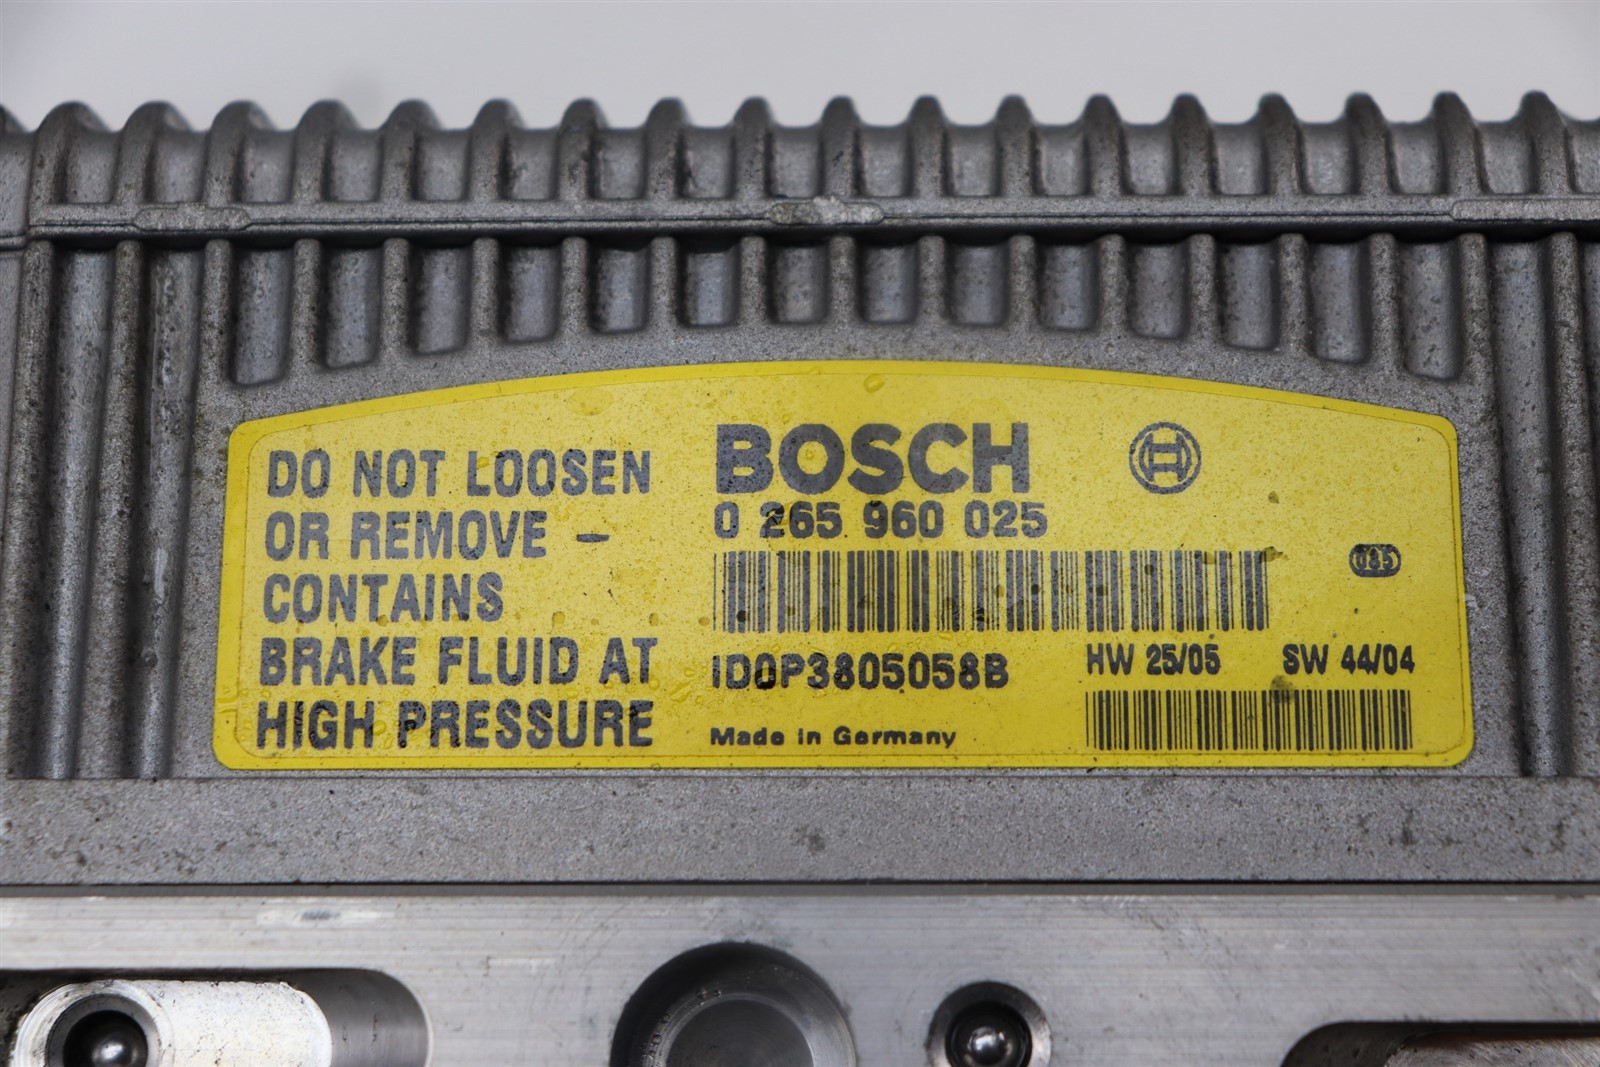 DO NOT LOOSEN
OR REMOVE –
CONTAINS
BRAKE FLUID AT
HIGH PRESSURE
BOSCH
0 265 960 025
ID0P3805058B
HW 25/05 SW 44/04
Made in Germany